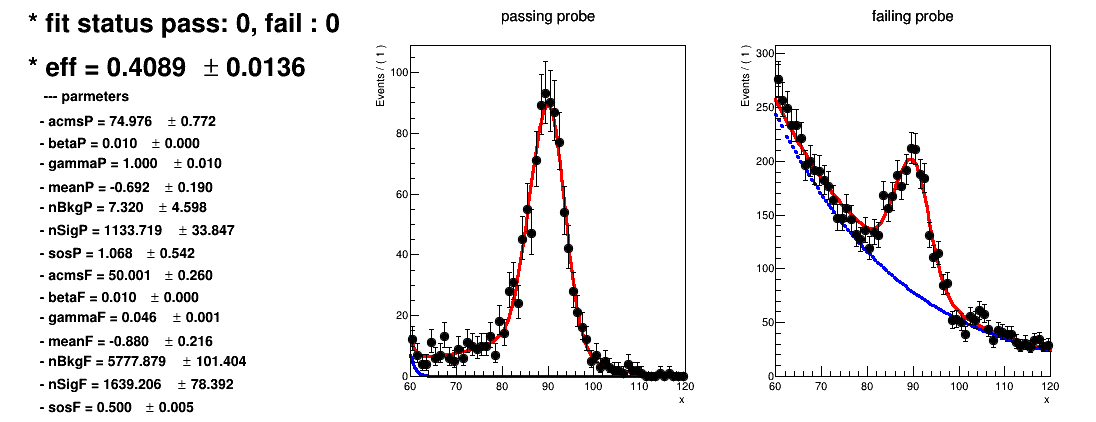 * fit status pass: 0, fail : 0
* eff = 0.4089 ± 0.0136
--- parmeters
- acmsP = 74.976 ± 0.772
- betaP = 0.010 ± 0.000
- gammaP = 1.000 ± 0.010
- meanP = -0.692 ± 0.190
- nBkgP = 7.320 ± 4.598
- nSigP = 1133.719 ± 33.847
- sosP = 1.068 ± 0.542
- acmsF = 50.001 ± 0.260
- betaF = 0.010 ± 0.000
- gammaF = 0.046 ± 0.001
- meanF = -0.880 ± 0.216
- nBkgF = 5777.879 ± 101.404
- nSigF = 1639.206 ± 78.392
- sosF = 0.500 ± 0.005
passing probe
Events / ( 1 )
100
80
60
40
20
0
60 70 80 90 100 110 120
x
failing probe
Events / ( 1 )
300
250
200
150
100
50
0
60 70 80 90 100 110 120
x